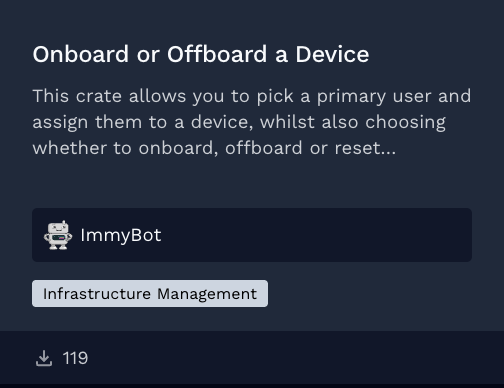 Onboard or Offboard a Device
This crate allows you to pick a primary user and
assign them to a device, whilst also choosing
whether to onboard, offboard or reset...
ImmyBot
Infrastructure Management
119